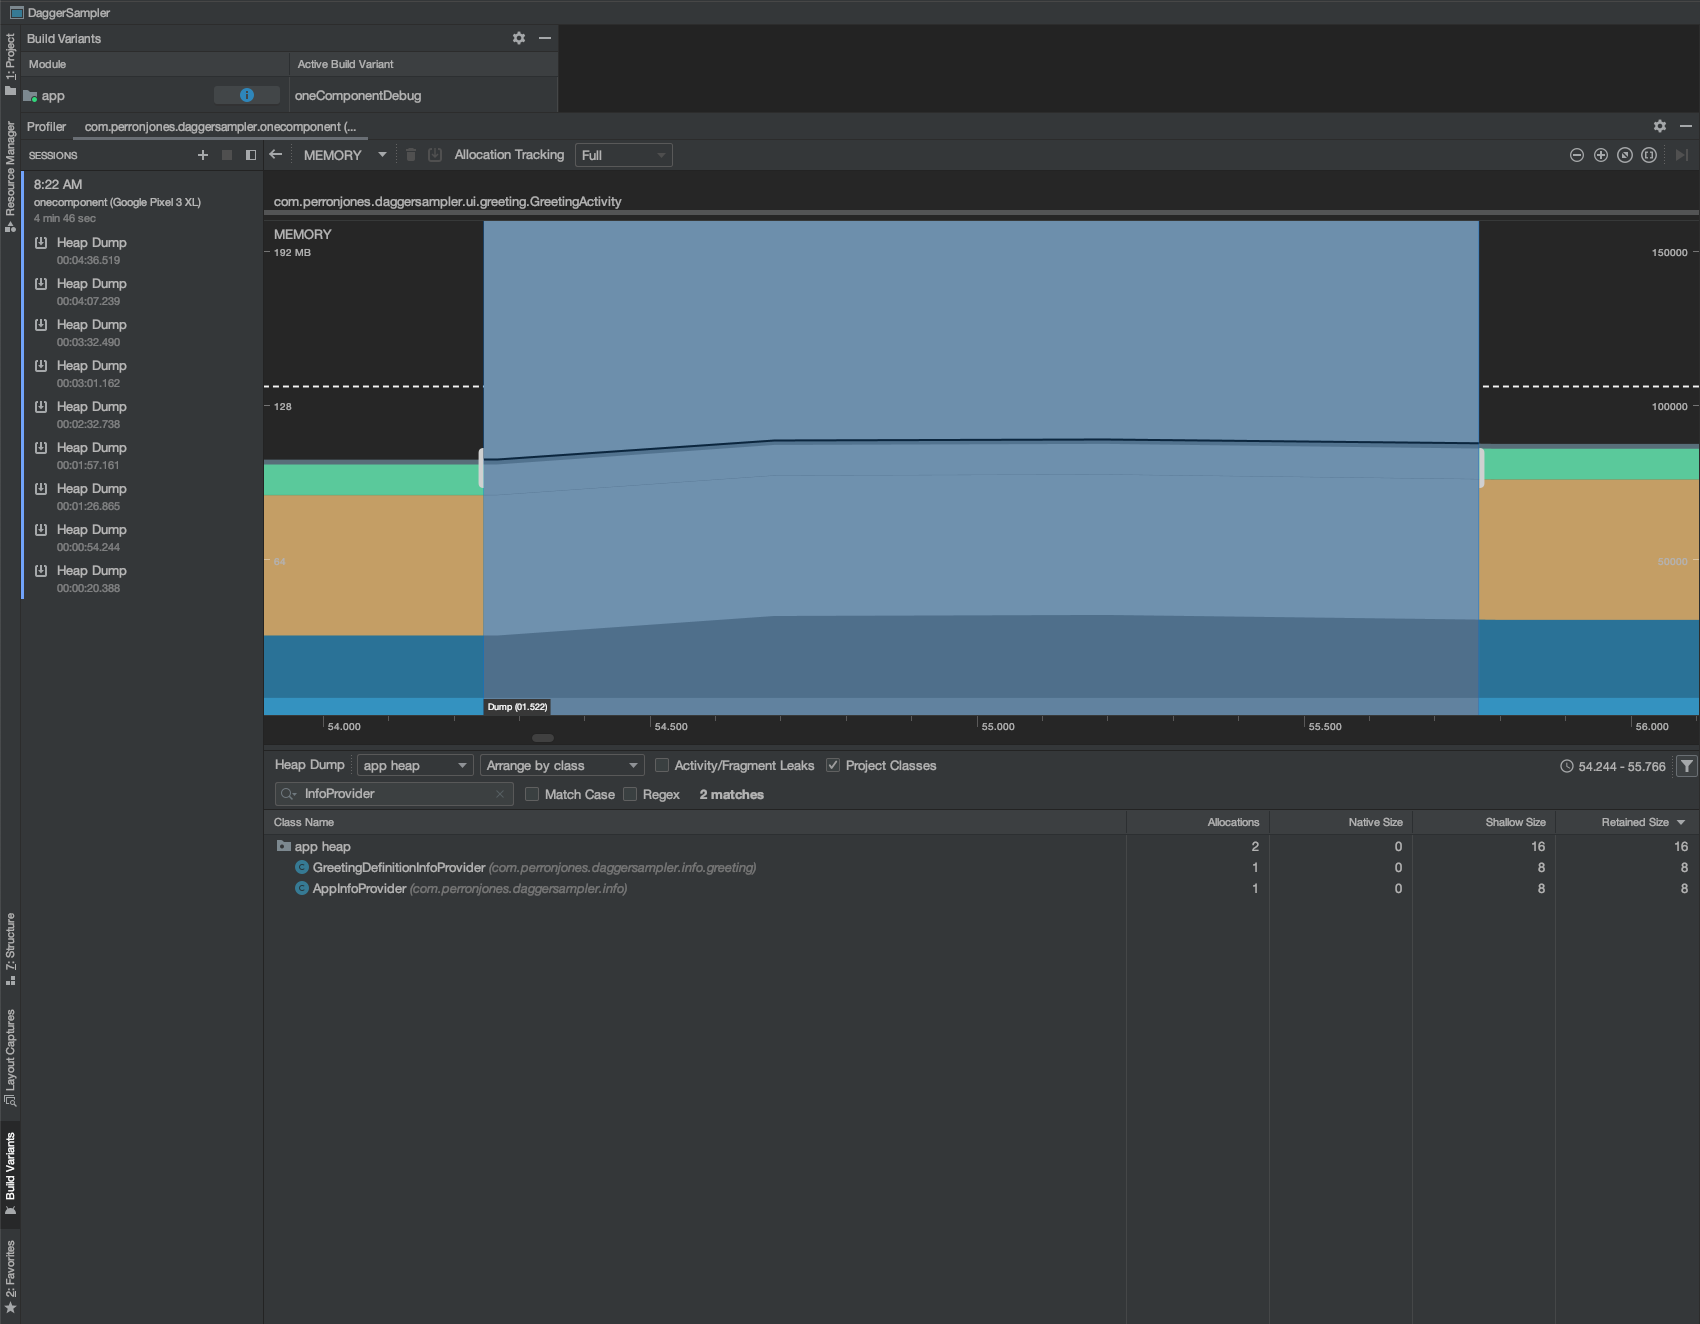 DaggerSampler
Build Variants
Module
Active Build Variant
app
oneComponentDebug
Profiler
com.perronjones.daggersampler.onecomponent (...
SESSIONS
MEMORY
Allocation Tracking
Full
8:22 AM
onecomponent (Google Pixel 3 XL)
4 min 46 sec
Heap Dump
00:04:36.519
Heap Dump
00:04:07.239
Heap Dump
00:03:32.490
Heap Dump
00:03:01.162
Heap Dump
00:02:32.738
Heap Dump
00:01:57.161
Heap Dump
00:01:26.865
Heap Dump
00:00:54.244
Heap Dump
00:00:20.388
com.perronjones.daggersampler.ui.greeting.GreetingActivity
MEMORY
192 MB
150000
128
100000
64
50000
Dump (01.522)
54.000
54.500
55.000
55.500
56.000
Heap Dump
app heap
Arrange by class
Activity/Fragment Leaks
Project Classes
54.244 - 55.766
InfoProvider
Match Case
Regex
2 matches
Class Name
Allocations
Native Size
Shallow Size
Retained Size
app heap
2
0
16
16
GreetingDefinitionInfoProvider (com.perronjones.daggersampler.info.greeting)
1
0
8
8
AppInfoProvider (com.perronjones.daggersampler.info)
1
0
8
8
1: Project
Resource Manager
7: Structure
Layout Captures
Build Variants
2: Favorites